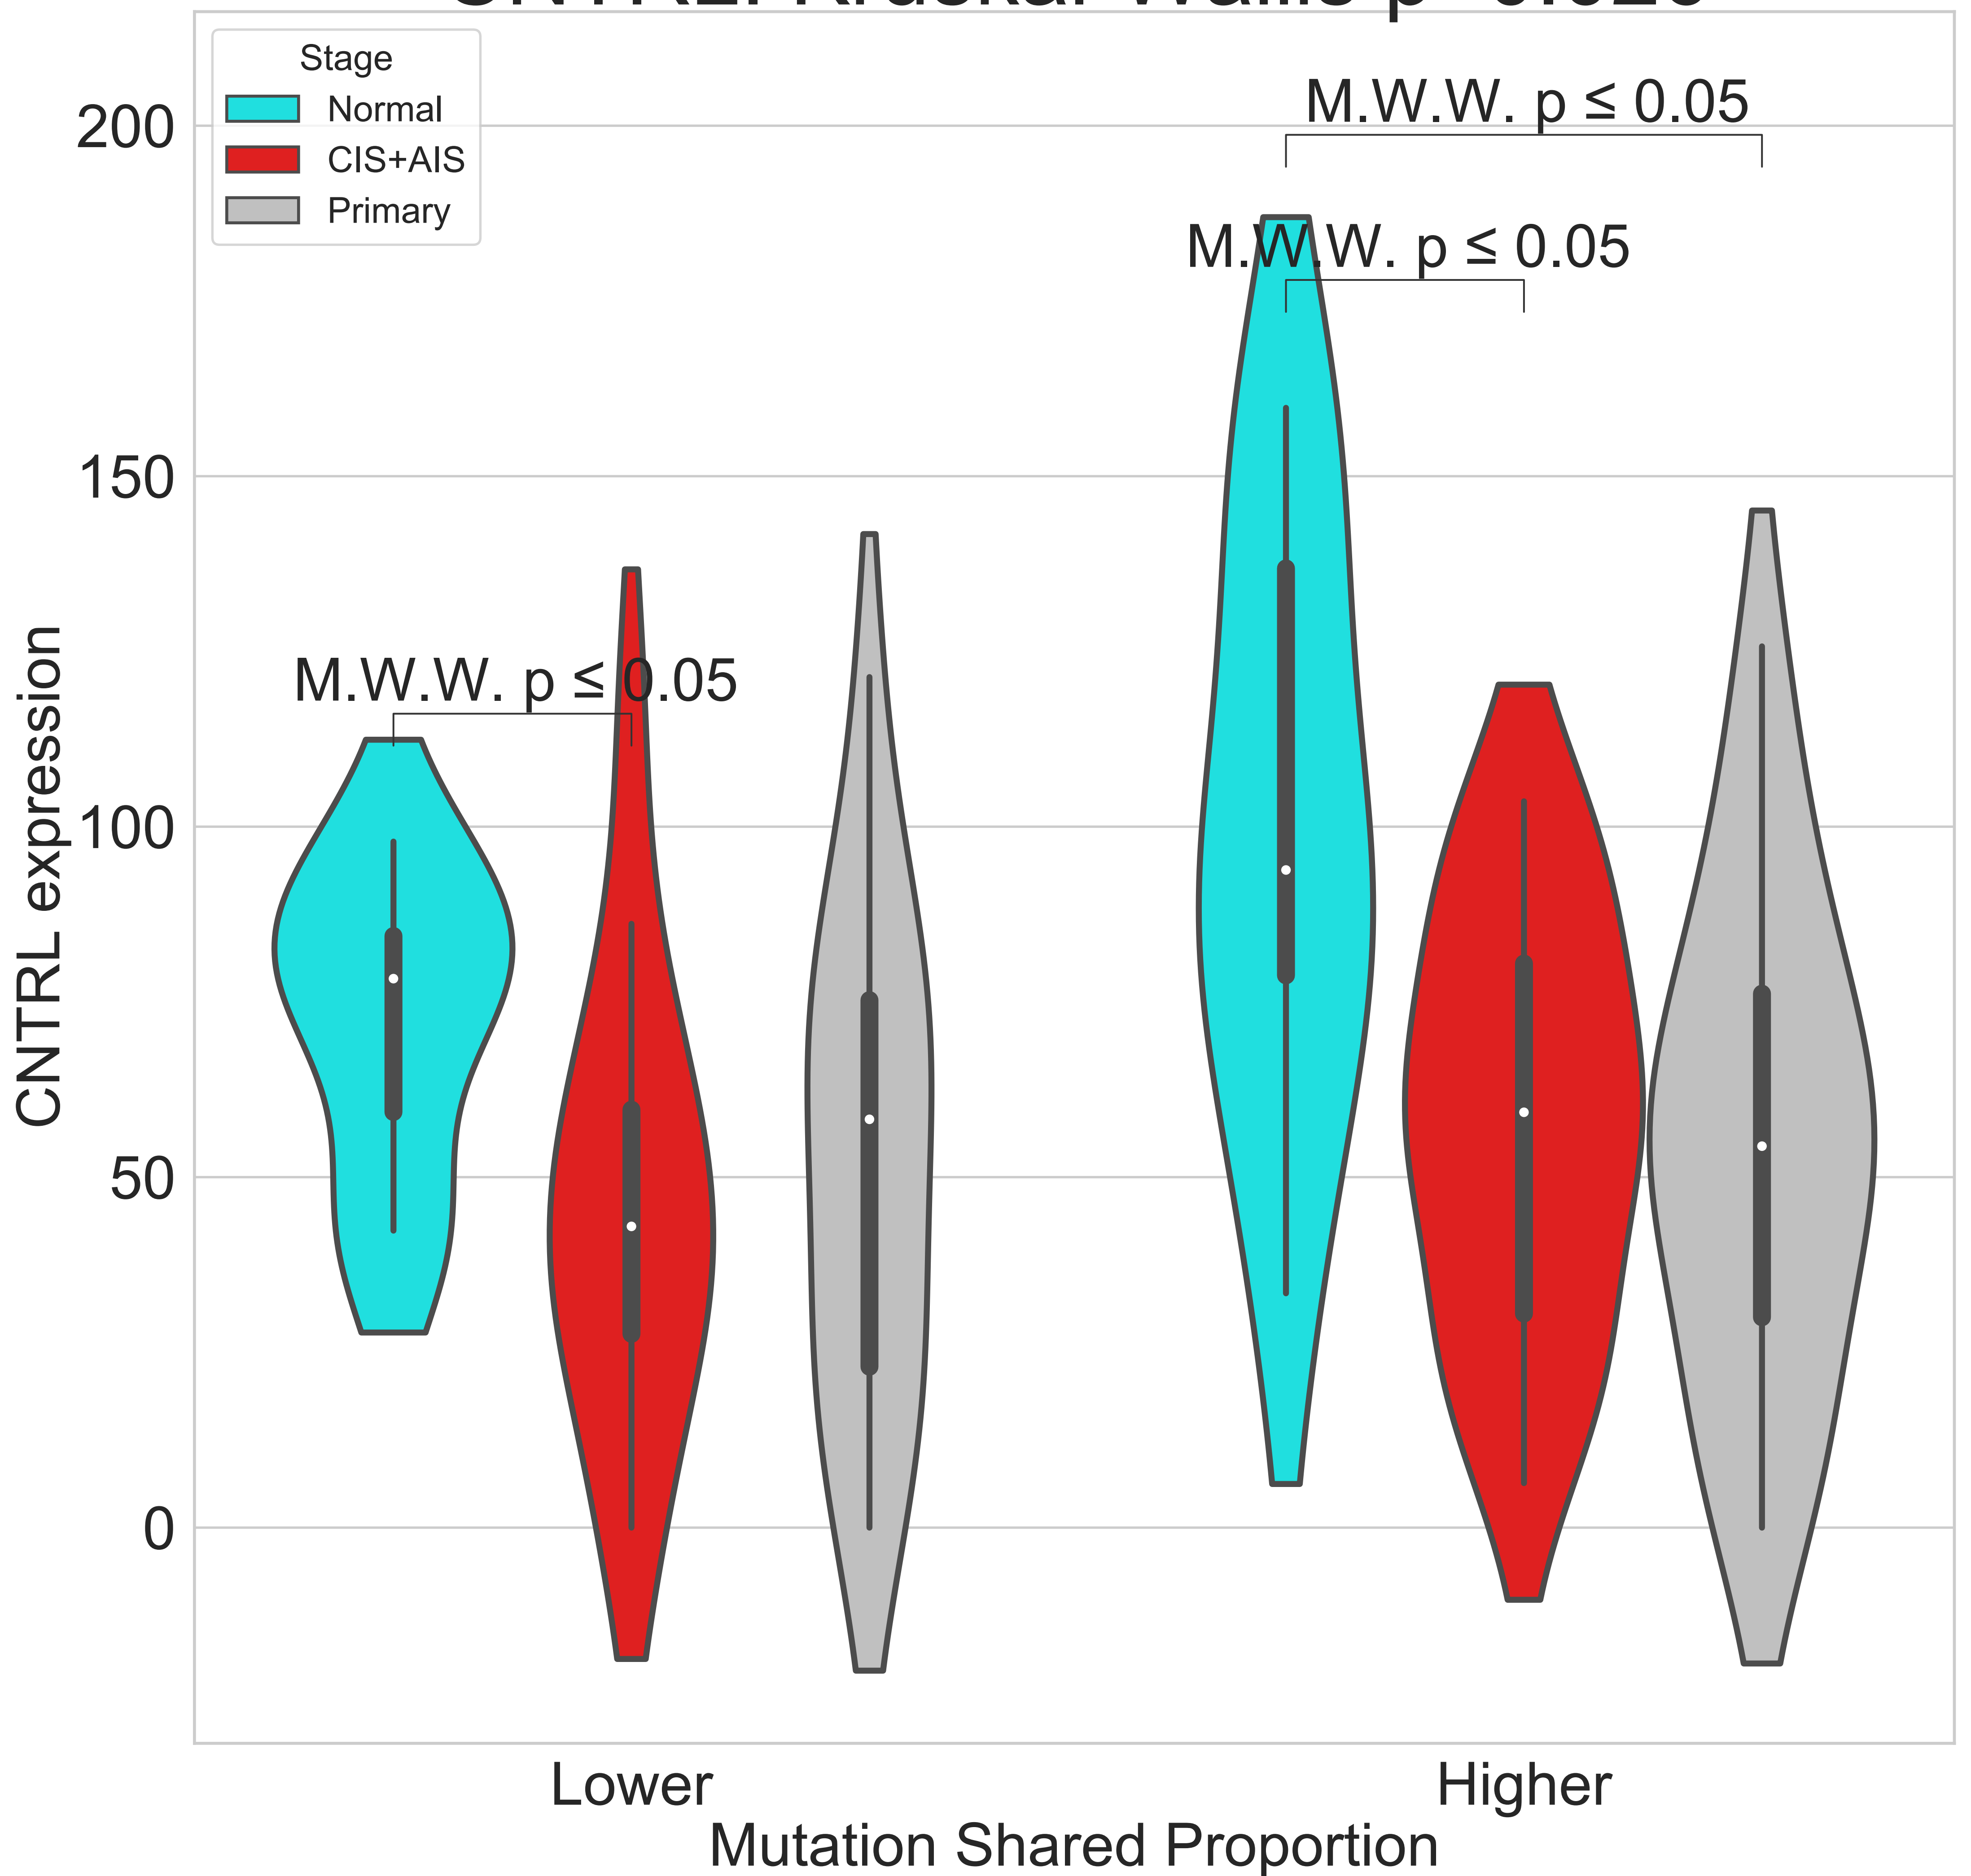 Stage
Normal
CIS+AIS
Primary
M.W.W. p ≤ 0.05
M.W.W. p ≤ 0.05
M.W.W. p ≤ 0.05
200
150
100
50
0
CNTRL expression
Lower
Higher
Mutation Shared Proportion